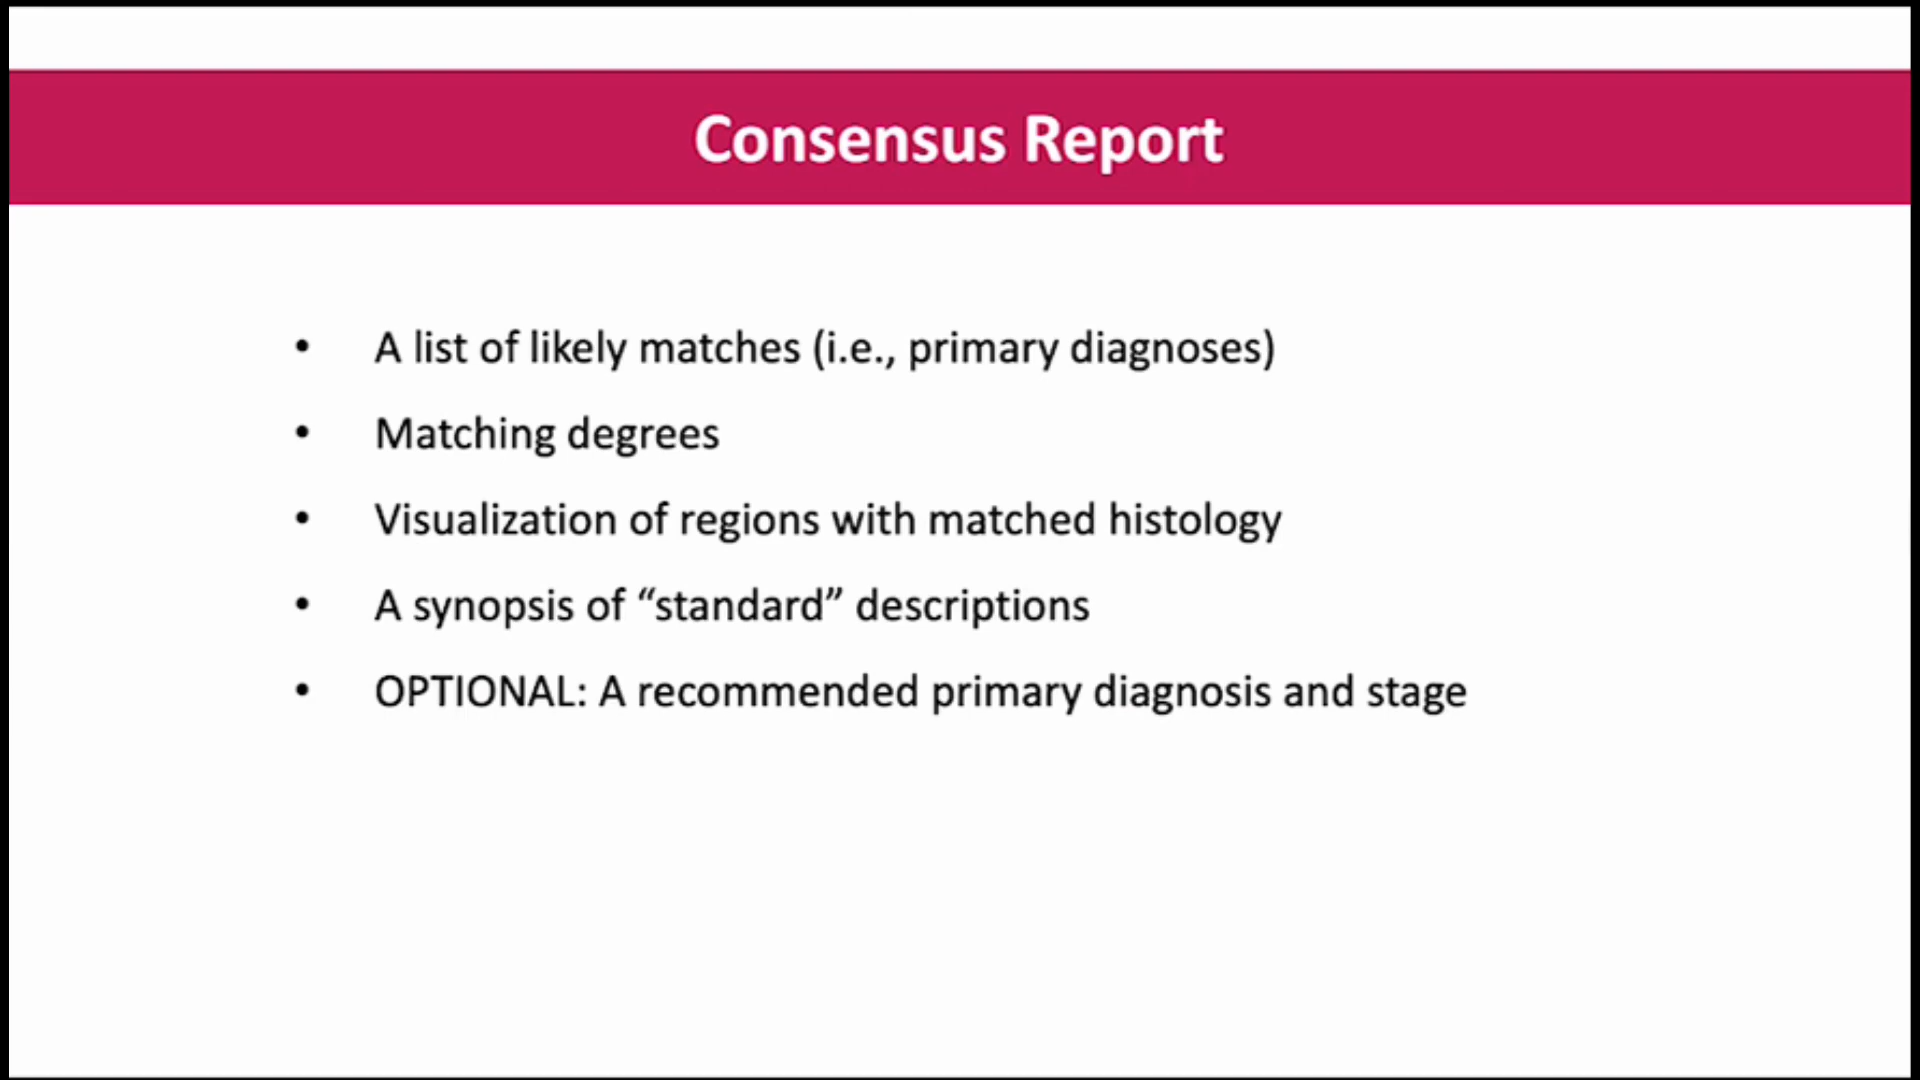 Consensus Report
• A list of likely matches (i.e., primary diagnoses)
• Matching degrees
• Visualization of regions with matched histology
• A synopsis of “standard” descriptions
• OPTIONAL: A recommended primary diagnosis and stage